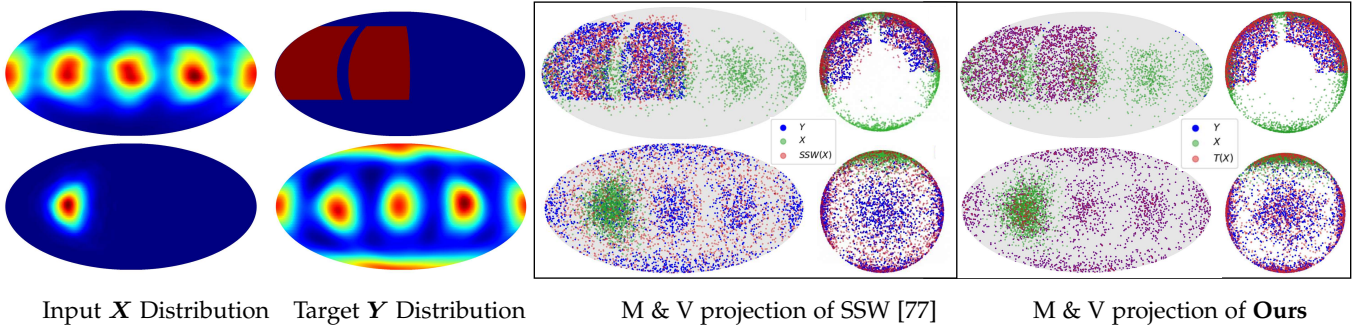 Y
X
SSW(X)
Y
X
T(X)
Input X Distribution
Target Y Distribution
M & V projection of SSW [77]
M & V projection of Ours